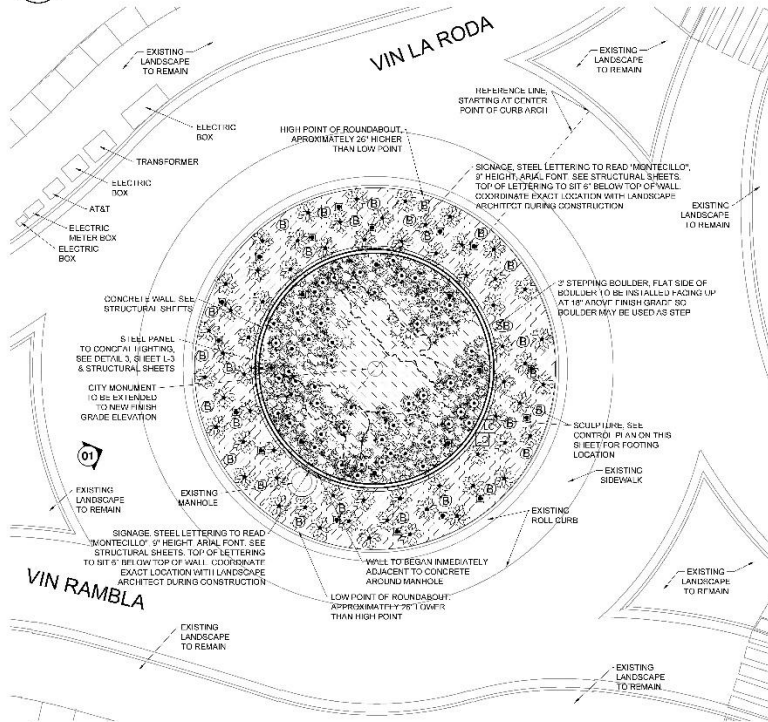 VIN LA RODA
EXISTING
LANDSCAPE
TO REMAIN
EXISTING
LANDSCAPE
TO REMAIN
REFERENCE LINE,
STARTING AT CENTER
POINT OF CURB ARCH
ELECTRIC
BOX
HIGH POINT OF ROUNDABOUT,
APROXIMATELY 26" HIGHER
THAN LOW POINT
TRANSFORMER
SIGNAGE, STEEL LETTERING TO READ "MONTECILLO",
9" HEIGHT, ARIAL FONT. SEE STRUCTURAL SHEETS.
TOP OF LETTERING TO SIT 6" BELOW TOP OF WALL.
COORDINATE EXACT LOCATION WITH LANDSCAPE
ARCHITECT DURING CONSTRUCTION
ELECTRIC
BOX
AT&T
ELECTRIC
METER BOX
ELECTRIC
BOX
EXISTING
LANDSCAPE
TO REMAIN
3' STEPPING BOULDER, FLAT SIDE OF
BOULDER TO BE INSTALLED FACING UP
AT 18" ABOVE FINISH GRADE SO
BOULDER MAY BE USED AS STEP
CONCRETE WALL, SEE
STRUCTURAL SHEETS
STEEL PANEL
TO CONCEAL LIGHTING,
SEE DETAIL 3, SHEET L-3
& STRUCTURAL SHEETS
CITY MONUMENT
TO BE EXTENDED
TO NEW FINISH
GRADE ELEVATION
SCULPTURE, SEE
CONTROL PLAN ON THIS
SHEET FOR FOOTING
LOCATION
01
EXISTING
SIDEWALK
EXISTING
LANDSCAPE
TO REMAIN
EXISTING
MANHOLE
EXISTING
ROLL CURB
SIGNAGE, STEEL LETTERING TO READ
"MONTECILLO", 9" HEIGHT, ARIAL FONT. SEE
STRUCTURAL SHEETS. TOP OF LETTERING
TO SIT 6" BELOW TOP OF WALL. COORDINATE
EXACT LOCATION WITH LANDSCAPE
ARCHITECT DURING CONSTRUCTION
WALL TO BEGAN INMEDIATELY
ADJACENT TO CONCRETE
AROUND MANHOLE
VIN RAMBLA
LOW POINT OF ROUNDABOUT,
APPROXIMATELY 26" LOWER
THAN HIGH POINT
EXISTING
LANDSCAPE
TO REMAIN
EXISTING
LANDSCAPE
TO REMAIN
EXISTING
LANDSCAPE
TO REMAIN